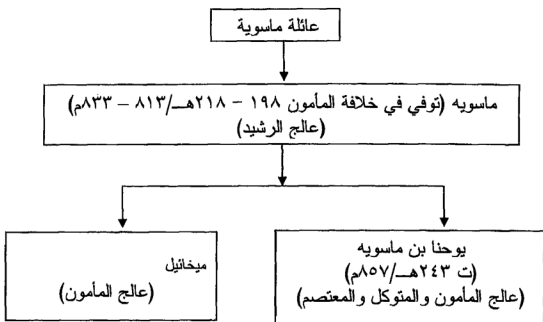 عائلة ماسوية
ماسويه (توفي في خلافة المأمون ١٩٨ – ٢١٨هـ/٨١٣ – ٨٣٣م)
(عالج الرشيد)
يوحنا بن ماسويه
(ت ٢٤٣هـ/٨٥٧م)
(عالج المأمون والمتوكل والمعتصم)
ميخائيل
(عالج المأمون)